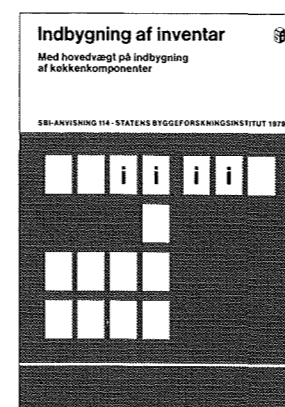 Indbygning af inventar
Med hovedvægt på indbygning
af køkkenkomponenter
SBI-ANVISNING 114 - STATENS BYGGEFORSKNINGSINSTITUT 1979
i i i i